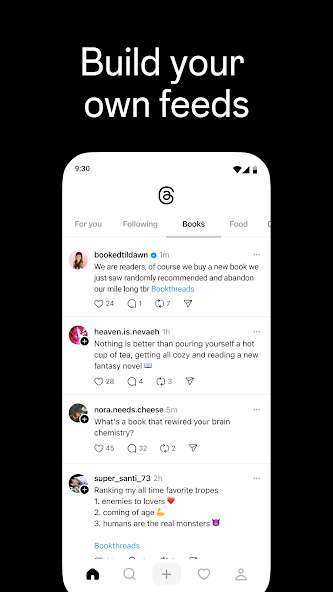 Build your
own feeds
9:30
For you Following Books Food
bookedtildawn 1m
We are readers, of course we buy a new book we
just saw randomly recommended and abandon
our mile long tbr Bookthreads
24 1 7
heaven.is.nevaeh 1h
Nothing is better than pouring yourself a hot
cup of tea, getting all cozy and reading a new
fantasy novel 📖
28 4 3
nora.needs.cheese 5m
What's a book that rewired your brain
chemistry?
45 32 2
super_santi_73 2h
Ranking my all time favorite tropes
1. enemies to lovers ❤️
2. coming of age 💪
3. humans are the real monsters 😈
Bookthreads